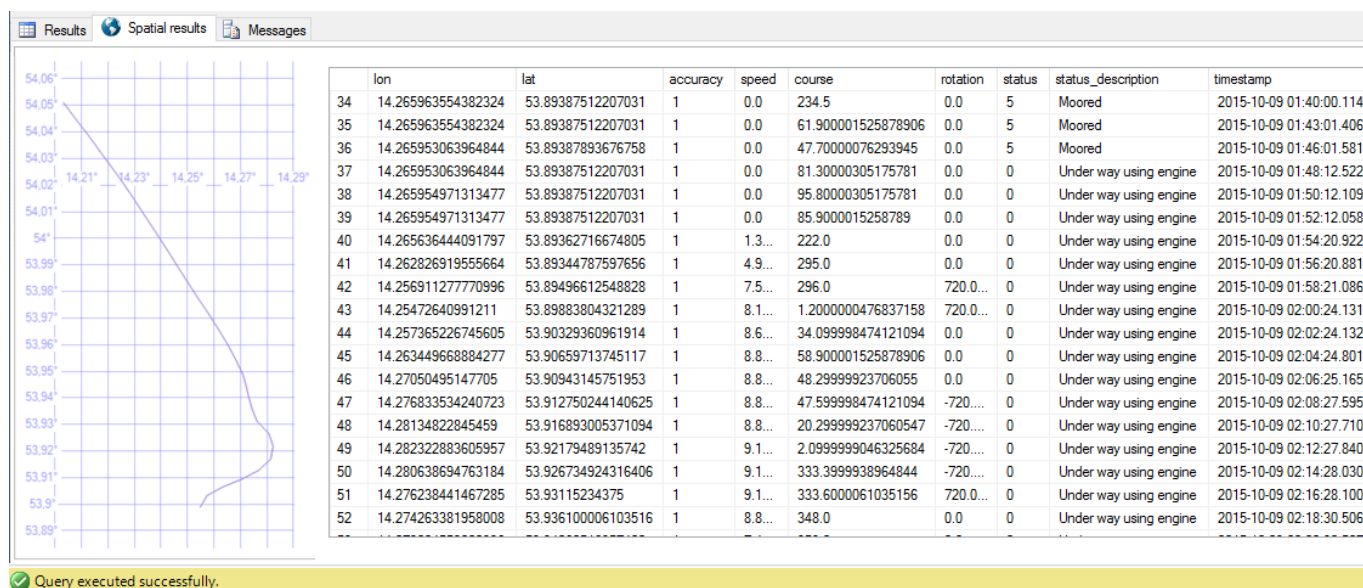 Results Spatial results Messages
54,06°
54,05°
54,04°
54,03°
54,02° 14,21° 14,23° 14,25° 14,27° 14,29°
54,01°
54°
53,99°
53,98°
53,97°
53,96°
53,95°
53,94°
53,93°
53,92°
53,91°
53,9°
53,89°
lon lat accuracy speed course rotation status status_description timestamp
34 14.265963554382324 53.89387512207031 1 0.0 234.5 0.0 5 Moored 2015-10-09 01:40:00.114
35 14.265963554382324 53.89387512207031 1 0.0 61.900001525878906 0.0 5 Moored 2015-10-09 01:43:01.406
36 14.265953063964844 53.89387893676758 1 0.0 47.70000076293945 0.0 5 Moored 2015-10-09 01:46:01.581
37 14.265953063964844 53.89387512207031 1 0.0 81.30000305175781 0.0 0 Under way using engine 2015-10-09 01:48:12.522
38 14.265954971313477 53.89387512207031 1 0.0 95.80000305175781 0.0 0 Under way using engine 2015-10-09 01:50:12.109
39 14.265954971313477 53.89387512207031 1 0.0 85.9000015258789 0.0 0 Under way using engine 2015-10-09 01:52:12.058
40 14.265636444091797 53.89362716674805 1 1.3... 222.0 0.0 0 Under way using engine 2015-10-09 01:54:20.922
41 14.262826919555664 53.89344787597656 1 4.9... 295.0 0.0 0 Under way using engine 2015-10-09 01:56:20.881
42 14.256911277770996 53.89496612548828 1 7.5... 296.0 720.0... 0 Under way using engine 2015-10-09 01:58:21.086
43 14.25472640991211 53.89883804321289 1 8.1... 1.2000000476837158 720.0... 0 Under way using engine 2015-10-09 02:00:24.131
44 14.257365226745605 53.90329360961914 1 8.6... 34.099998474121094 0.0 0 Under way using engine 2015-10-09 02:02:24.132
45 14.263449668884277 53.90659713745117 1 8.8... 58.900001525878906 0.0 0 Under way using engine 2015-10-09 02:04:24.801
46 14.27050495147705 53.90943145751953 1 8.8... 48.29999923706055 0.0 0 Under way using engine 2015-10-09 02:06:25.165
47 14.276833534240723 53.912750244140625 1 8.8... 47.599998474121094 -720.... 0 Under way using engine 2015-10-09 02:08:27.595
48 14.28134822845459 53.916893005371094 1 8.8... 20.299999237060547 -720.... 0 Under way using engine 2015-10-09 02:10:27.710
49 14.282322883605957 53.92179489135742 1 9.1... 2.0999999046325684 -720.... 0 Under way using engine 2015-10-09 02:12:27.840
50 14.280638694763184 53.926734924316406 1 9.1... 333.3999938964844 -720.... 0 Under way using engine 2015-10-09 02:14:28.030
51 14.276238441467285 53.93115234375 1 9.1... 333.6000061035156 720.0... 0 Under way using engine 2015-10-09 02:16:28.100
52 14.274263381958008 53.936100006103516 1 8.8... 348.0 0.0 0 Under way using engine 2015-10-09 02:18:30.506
Query executed successfully.